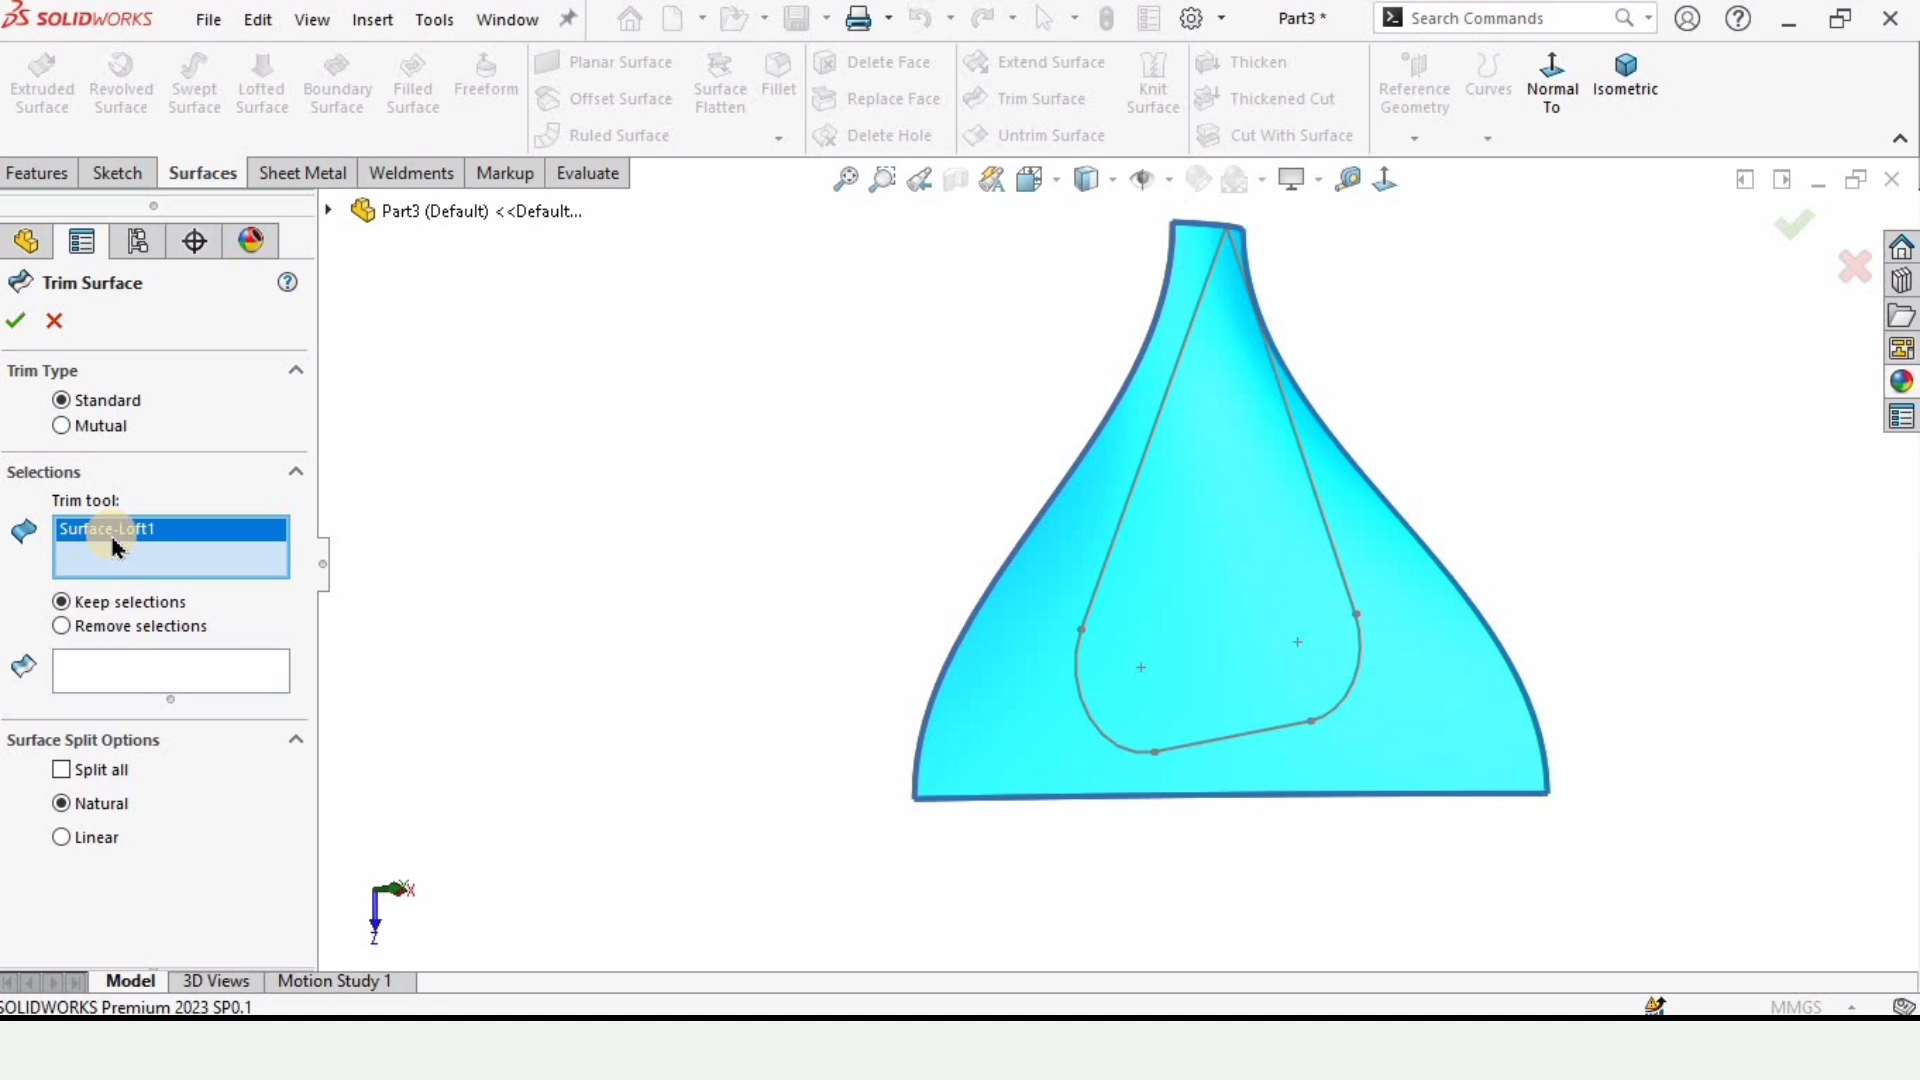 SOLIDWORKS File Edit View Insert Tools Window Part3 * Search Commands
Extruded Surface
Revolved Surface
Swept Surface
Lofted Surface
Boundary Surface
Filled Surface
Freeform
Planar Surface
Offset Surface
Ruled Surface
Surface Flatten
Fillet
Delete Face
Replace Face
Delete Hole
Extend Surface
Trim Surface
Untrim Surface
Knit Surface
Thicken
Thickened Cut
Cut With Surface
Reference Geometry
Curves
Normal To
Isometric
Features Sketch Surfaces Sheet Metal Weldments Markup Evaluate
Part3 (Default) <<Default...
Trim Surface
Trim Type
Standard
Mutual
Selections
Trim tool:
Surface-Loft1
Keep selections
Remove selections
Surface Split Options
Split all
Natural
Linear
X
Z
Model 3D Views Motion Study 1
SOLIDWORKS Premium 2023 SP0.1 MMGS